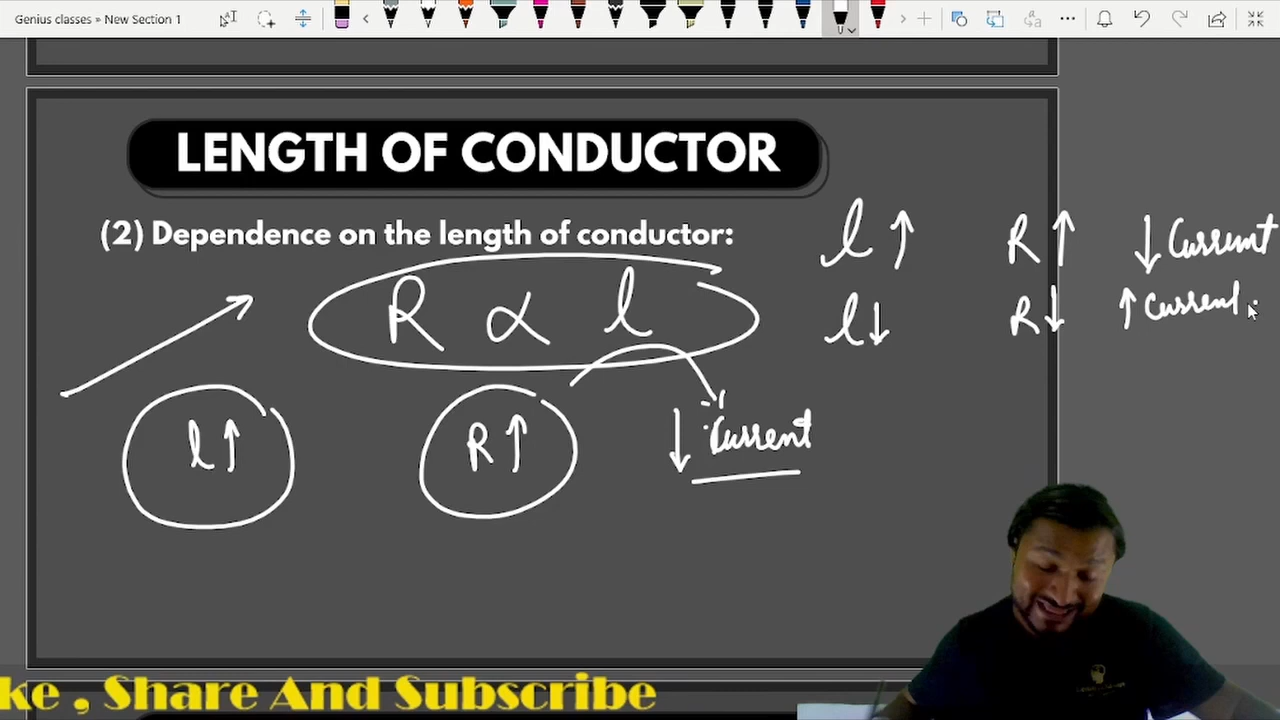 Genius classes » New Section 1
LENGTH OF CONDUCTOR
(2) Dependence on the length of conductor:
l ↑ R ↑ ↓ Current
R ∝ l
l ↓ R ↓ ↑ Current.
l ↑ R ↑ ↓ Current
ke , Share And Subscribe